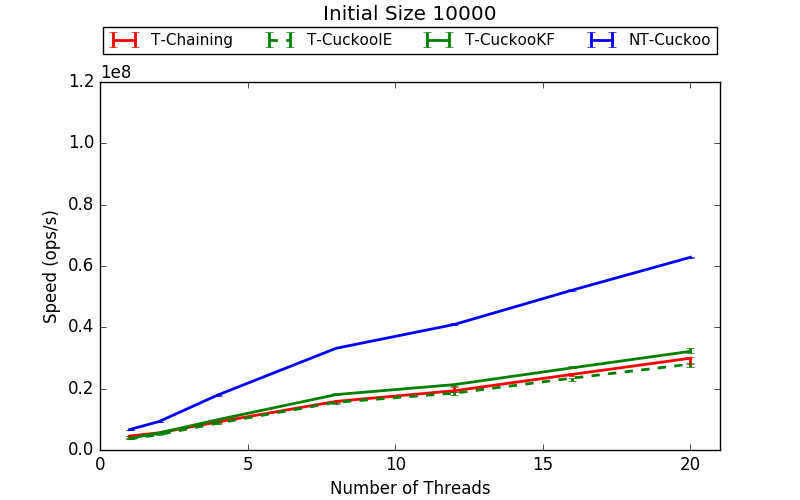 Initial Size 10000
T-Chaining T-CuckooIE T-CuckooKF NT-Cuckoo
1e8
1.2
1.0
0.8
0.6
0.4
0.2
0.0
Speed (ops/s)
0 5 10 15 20
Number of Threads